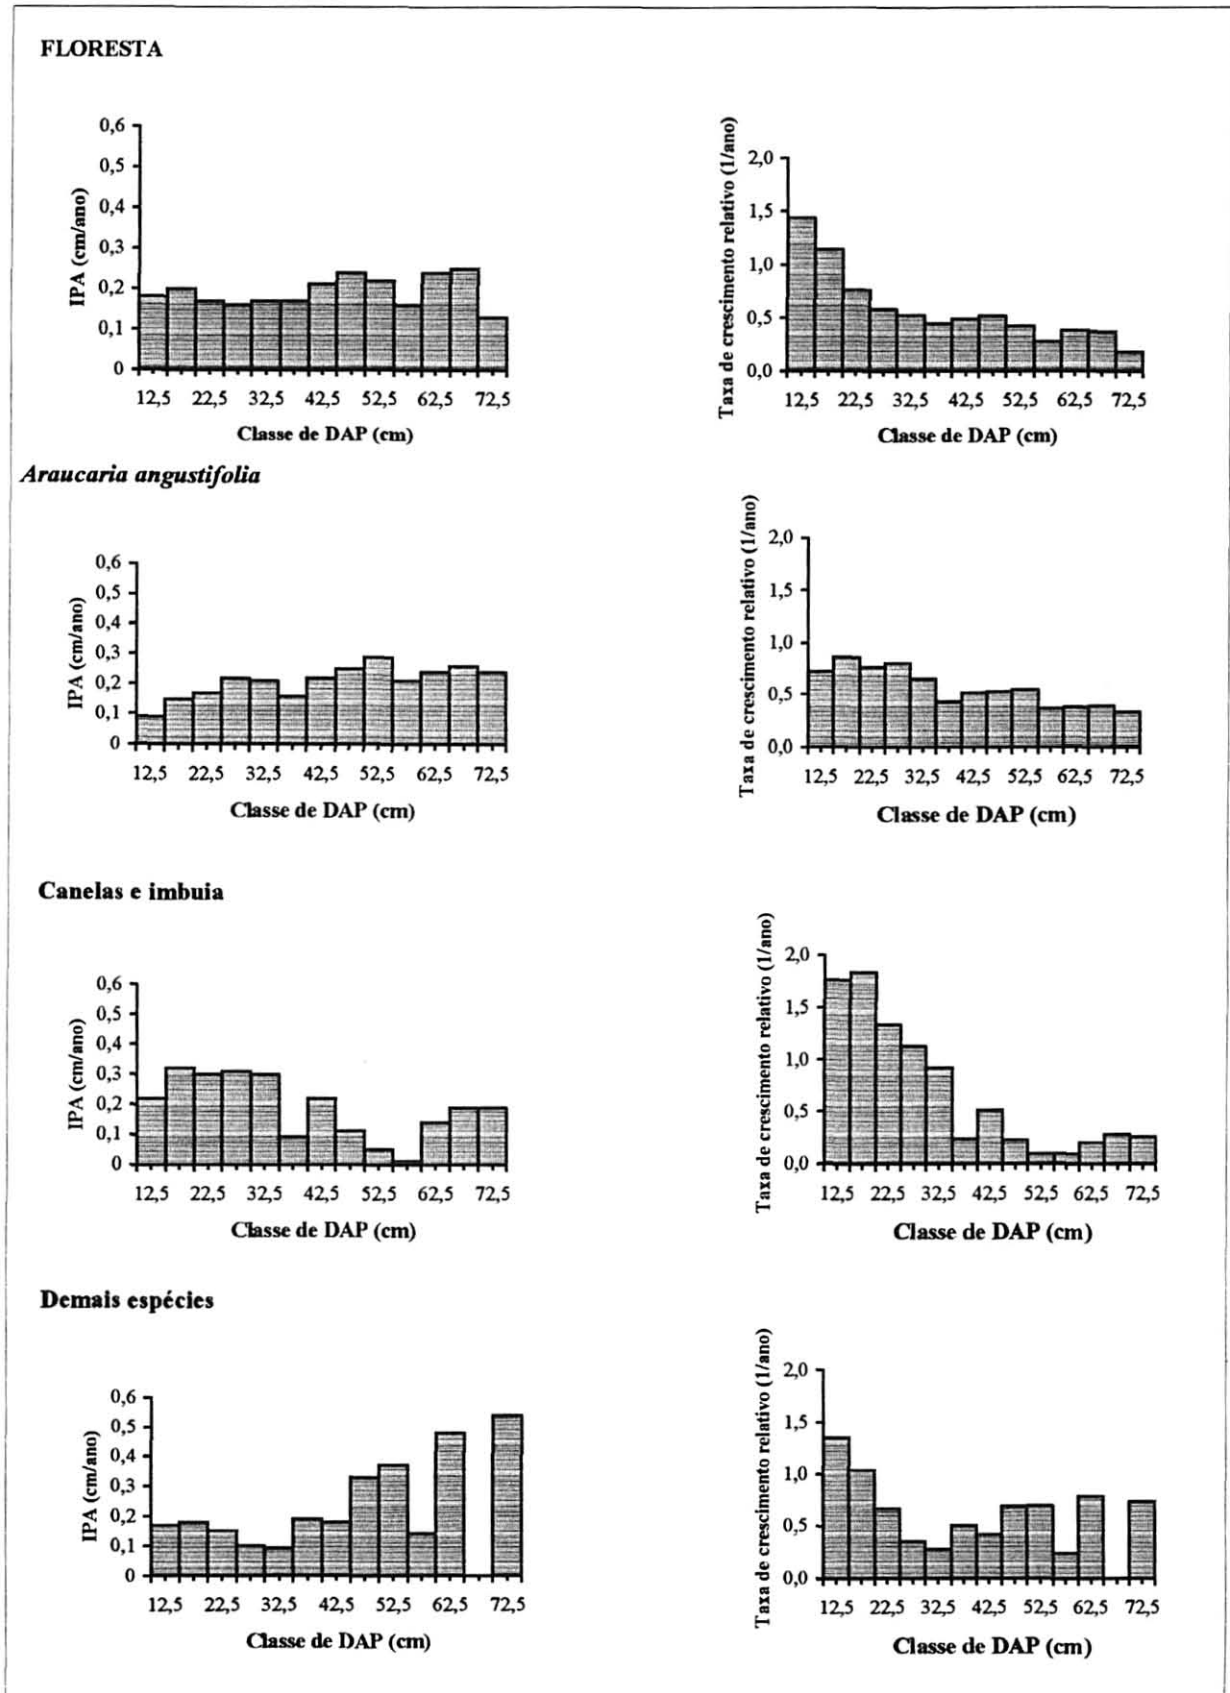 FLORESTA
IPA (cm/ano)
0,6
0,5
0,4
0,3
0,2
0,1
0
12,5 22,5 32,5 42,5 52,5 62,5 72,5
Classe de DAP (cm)
Taxa de crescimento relativo (1/ano)
2,0
1,5
1,0
0,5
0,0
12,5 22,5 32,5 42,5 52,5 62,5 72,5
Classe de DAP (cm)
Araucaria angustifolia
IPA (cm/ano)
0,6
0,5
0,4
0,3
0,2
0,1
0
12,5 22,5 32,5 42,5 52,5 62,5 72,5
Classe de DAP (cm)
Taxa de crescimento relativo (1/ano)
2,0
1,5
1,0
0,5
0,0
12,5 22,5 32,5 42,5 52,5 62,5 72,5
Classe de DAP (cm)
Canelas e imbuia
IPA (cm/ano)
0,6
0,5
0,4
0,3
0,2
0,1
0
12,5 22,5 32,5 42,5 52,5 62,5 72,5
Classe de DAP (cm)
Taxa de crescimento relativo (1/ano)
2,0
1,5
1,0
0,5
0,0
12,5 22,5 32,5 42,5 52,5 62,5 72,5
Classe de DAP (cm)
Demais espécies
IPA (cm/ano)
0,6
0,5
0,4
0,3
0,2
0,1
0
12,5 22,5 32,5 42,5 52,5 62,5 72,5
Classe de DAP (cm)
Taxa de crescimento relativo (1/ano)
2,0
1,5
1,0
0,5
0,0
12,5 22,5 32,5 42,5 52,5 62,5 72,5
Classe de DAP (cm)